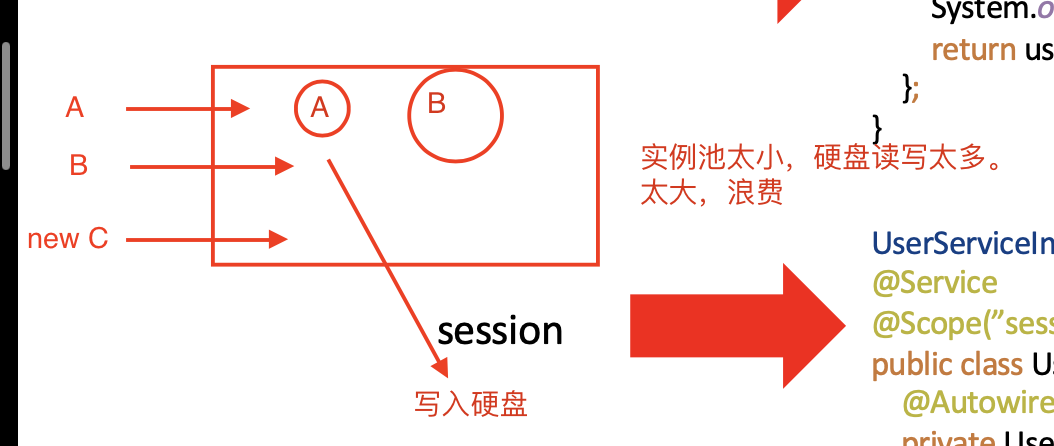 System.o
return us
};
}
A
A
B
B
new C
实例池太小，硬盘读写太多。
太大，浪费
session
写入硬盘
UserServiceIm
@Service
@Scope(”sess
public class Us
@Autowire
private Use